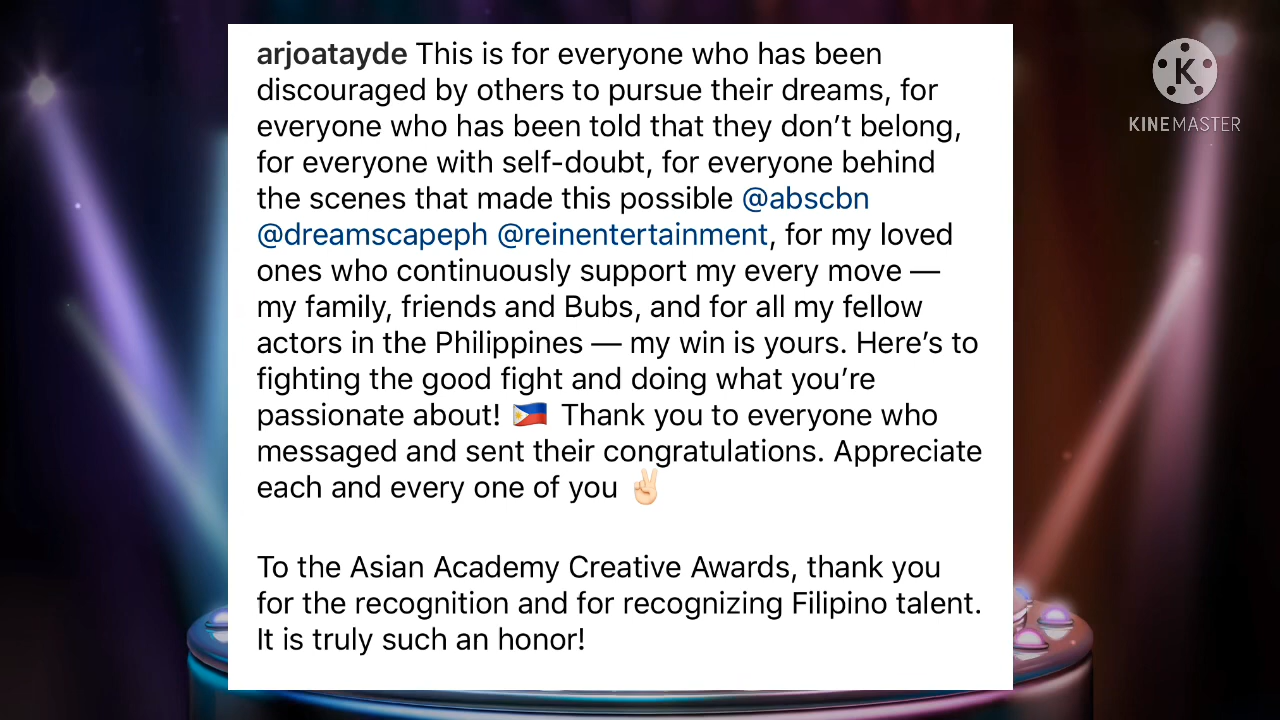 arjoatayde This is for everyone who has been
discouraged by others to pursue their dreams, for
everyone who has been told that they don’t belong,
for everyone with self-doubt, for everyone behind
the scenes that made this possible @abscbn
@dreamscapeph @reinentertainment, for my loved
ones who continuously support my every move —
my family, friends and Bubs, and for all my fellow
actors in the Philippines — my win is yours. Here’s to
fighting the good fight and doing what you’re
passionate about! 🇵🇭 Thank you to everyone who
messaged and sent their congratulations. Appreciate
each and every one of you ✌🏻
To the Asian Academy Creative Awards, thank you
for the recognition and for recognizing Filipino talent.
It is truly such an honor!
K
KINEMASTER